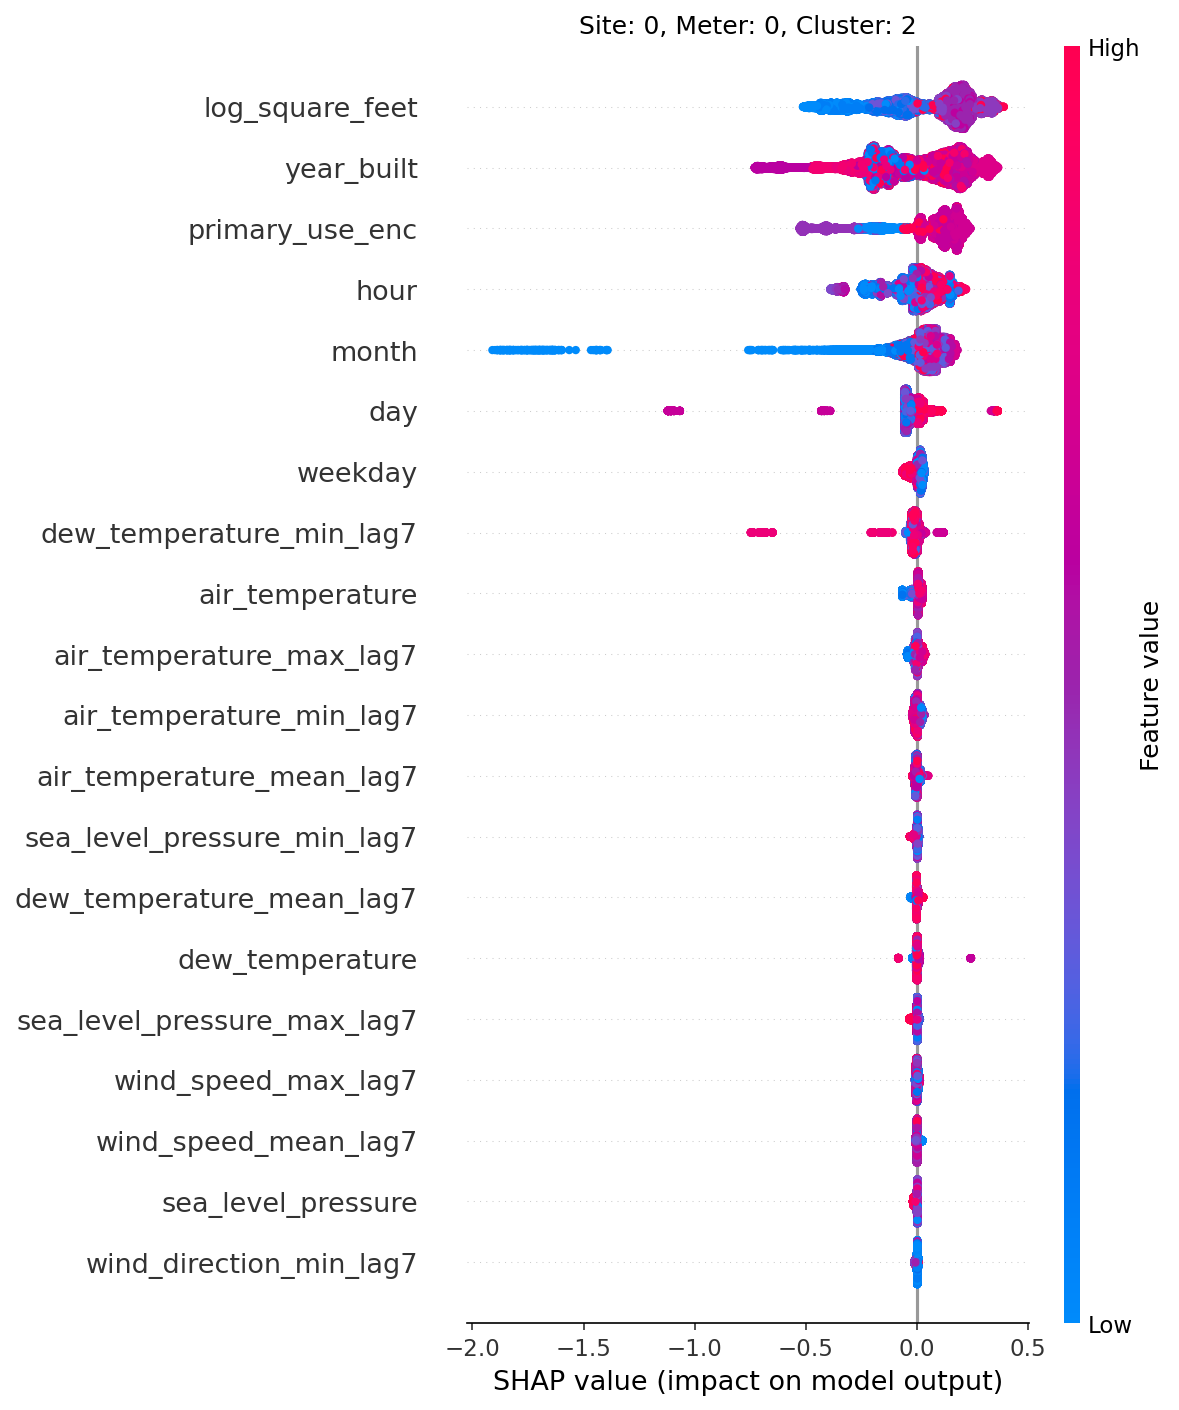 Site: 0, Meter: 0, Cluster: 2
High
log_square_feet
year_built
primary_use_enc
hour
month
day
weekday
dew_temperature_min_lag7
air_temperature
air_temperature_max_lag7
air_temperature_min_lag7
air_temperature_mean_lag7
sea_level_pressure_min_lag7
dew_temperature_mean_lag7
dew_temperature
sea_level_pressure_max_lag7
wind_speed_max_lag7
wind_speed_mean_lag7
sea_level_pressure
wind_direction_min_lag7
Feature value
Low
−2.0 −1.5 −1.0 −0.5 0.0 0.5
SHAP value (impact on model output)